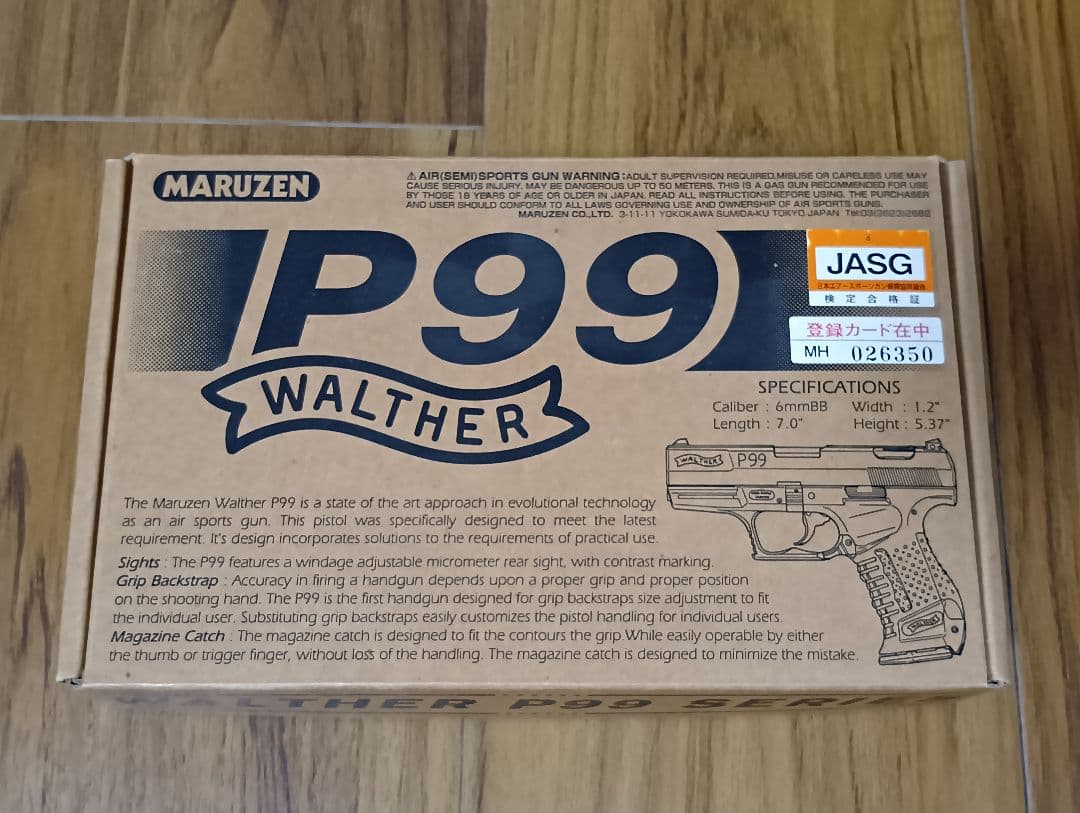 MARUZEN
⚠ AIR(SEMI)SPORTS GUN WARNING :ADULT SUPERVISION REQUIRED.MISUSE OR CARELESS USE MAY
CAUSE SERIOUS INJURY. MAY BE DANGEROUS UP TO 50 METERS. THIS IS A GAS GUN RECOMMENDED FOR USE
BY THOSE 18 YEARS OF AGE OR OLDER IN JAPAN. READ ALL INSTRUCTIONS BEFORE USING. THE PURCHASER
AND USER SHOULD CONFORM TO ALL LAWS GOVERNING USE AND OWNERSHIP OF AIR SPORTS GUNS.
MARUZEN CO.,LTD. 3-11-11 YOKOKAWA SUMIDA-KU TOKYO JAPAN
P99
JASG
検定合格証
登録カード在中
MH 026350
WALTHER
SPECIFICATIONS
Caliber : 6mmBB Width : 1.2"
Length : 7.0" Height : 5.37"
WALTHER P99
The Maruzen Walther P99 is a state of the art approach in evolutional technology
as an air sports gun. This pistol was specifically designed to meet the latest
requirement. It's design incorporates solutions to the requirements of practical use.
Sights : The P99 features a windage adjustable micrometer rear sight, with contrast marking.
Grip Backstrap : Accuracy in firing a handgun depends upon a proper grip and proper position
on the shooting hand. The P99 is the first handgun designed for grip backstraps size adjustment to fit
the individual user. Substituting grip backstraps easily customizes the pistol handling for individual users.
Magazine Catch : The magazine catch is designed to fit the contours the grip.While easily operable by either
the thumb or trigger finger, without loss of the handling. The magazine catch is designed to minimize the mistake.
WALTHER
WALTHER P99 SERIES